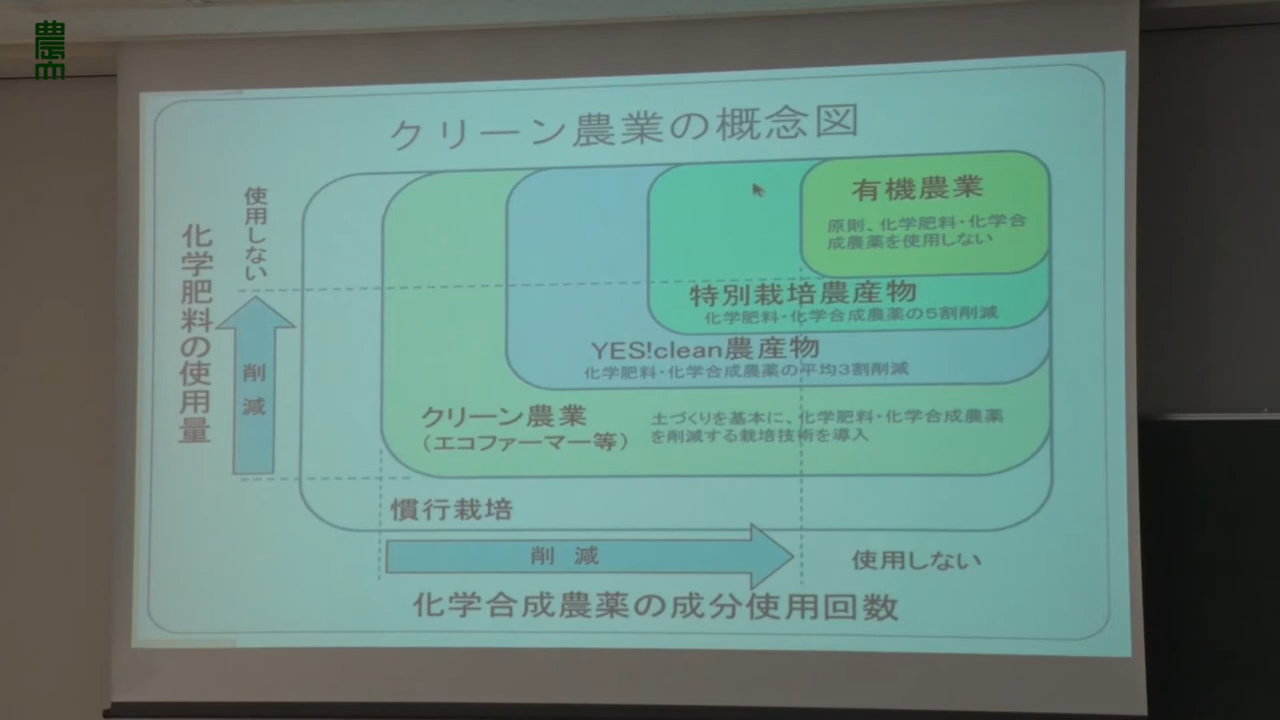 クリーン農業の概念図
使用しない
化学肥料の使用量
削減
有機農業
原則、化学肥料・化学合
成農薬を使用しない
特別栽培農産物
化学肥料・化学合成農薬の5割削減
YES!clean農産物
化学肥料・化学合成農薬の平均3割削減
クリーン農業
（エコファーマー等）
土づくりを基本に、化学肥料・化学合成農薬
を削減する栽培技術を導入
慣行栽培
削 減
使用しない
化学合成農薬の成分使用回数